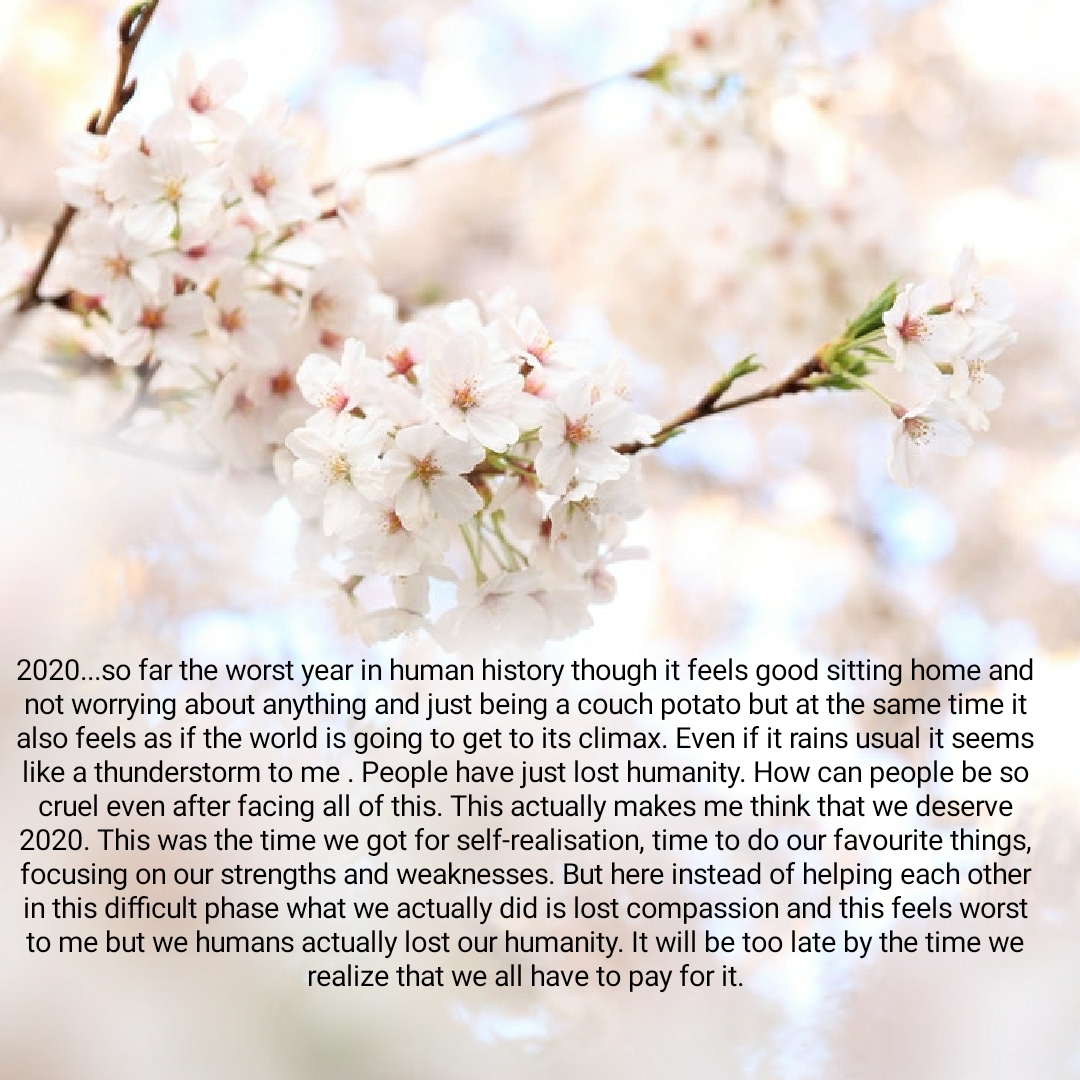 2020...so far the worst year in human history though it feels good sitting home and
not worrying about anything and just being a couch potato but at the same time it
also feels as if the world is going to get to its climax. Even if it rains usual it seems
like a thunderstorm to me . People have just lost humanity. How can people be so
cruel even after facing all of this. This actually makes me think that we deserve
2020. This was the time we got for self-realisation, time to do our favourite things,
focusing on our strengths and weaknesses. But here instead of helping each other
in this difficult phase what we actually did is lost compassion and this feels worst
to me but we humans actually lost our humanity. It will be too late by the time we
realize that we all have to pay for it.